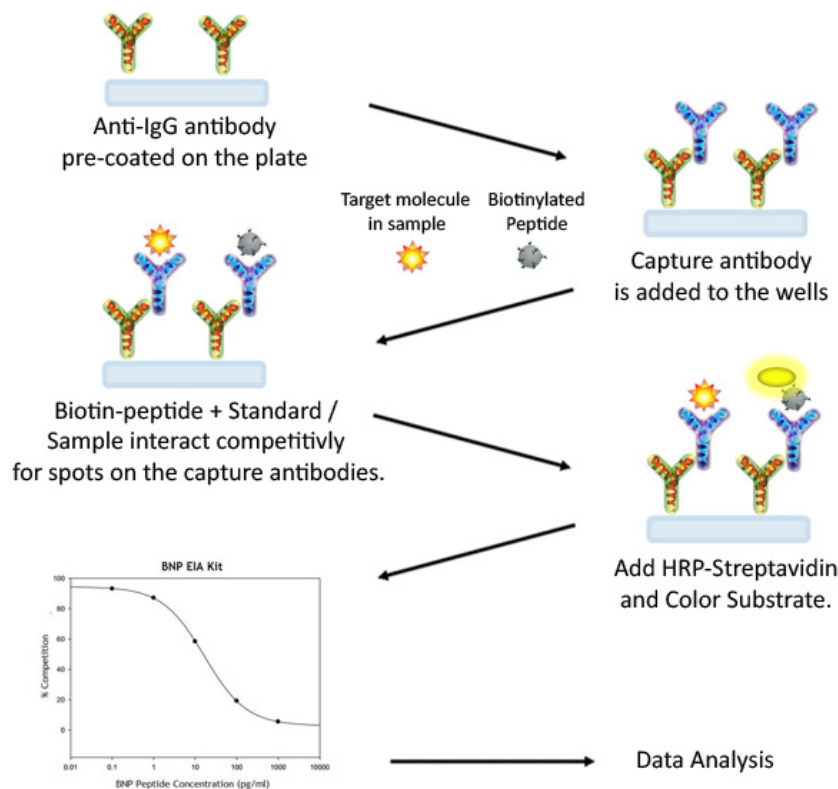 Anti-IgG antibody
pre-coated on the plate
Target molecule
in sample
Biotinylated
Peptide
Capture antibody
is added to the wells
Biotin-peptide + Standard /
Sample interact competitivly
for spots on the capture antibodies.
Add HRP-Streptavidin
and Color Substrate.
BNP EIA Kit
% Competition
100
80
60
40
20
0
0.01 0.1 1 10 100 1000 10000
BNP Peptide Concentration (pg/ml)
Data Analysis